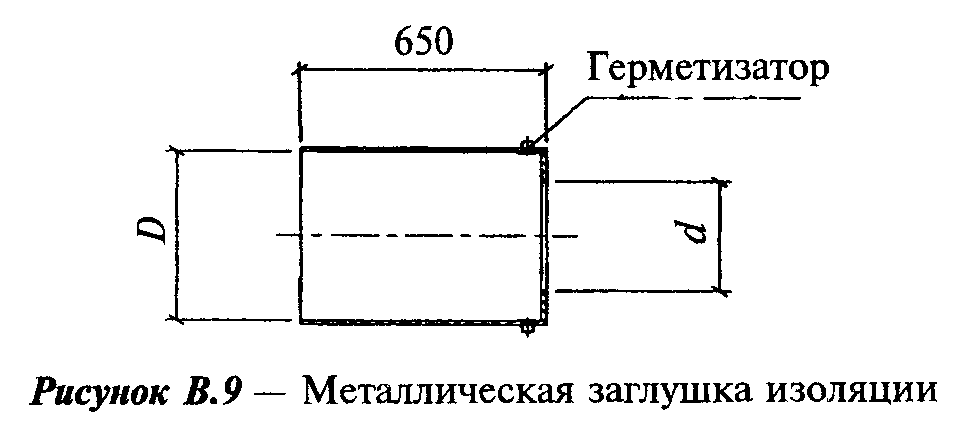 650
Герметизатор
D
d
Рисунок В.9 — Металлическая заглушка изоляции